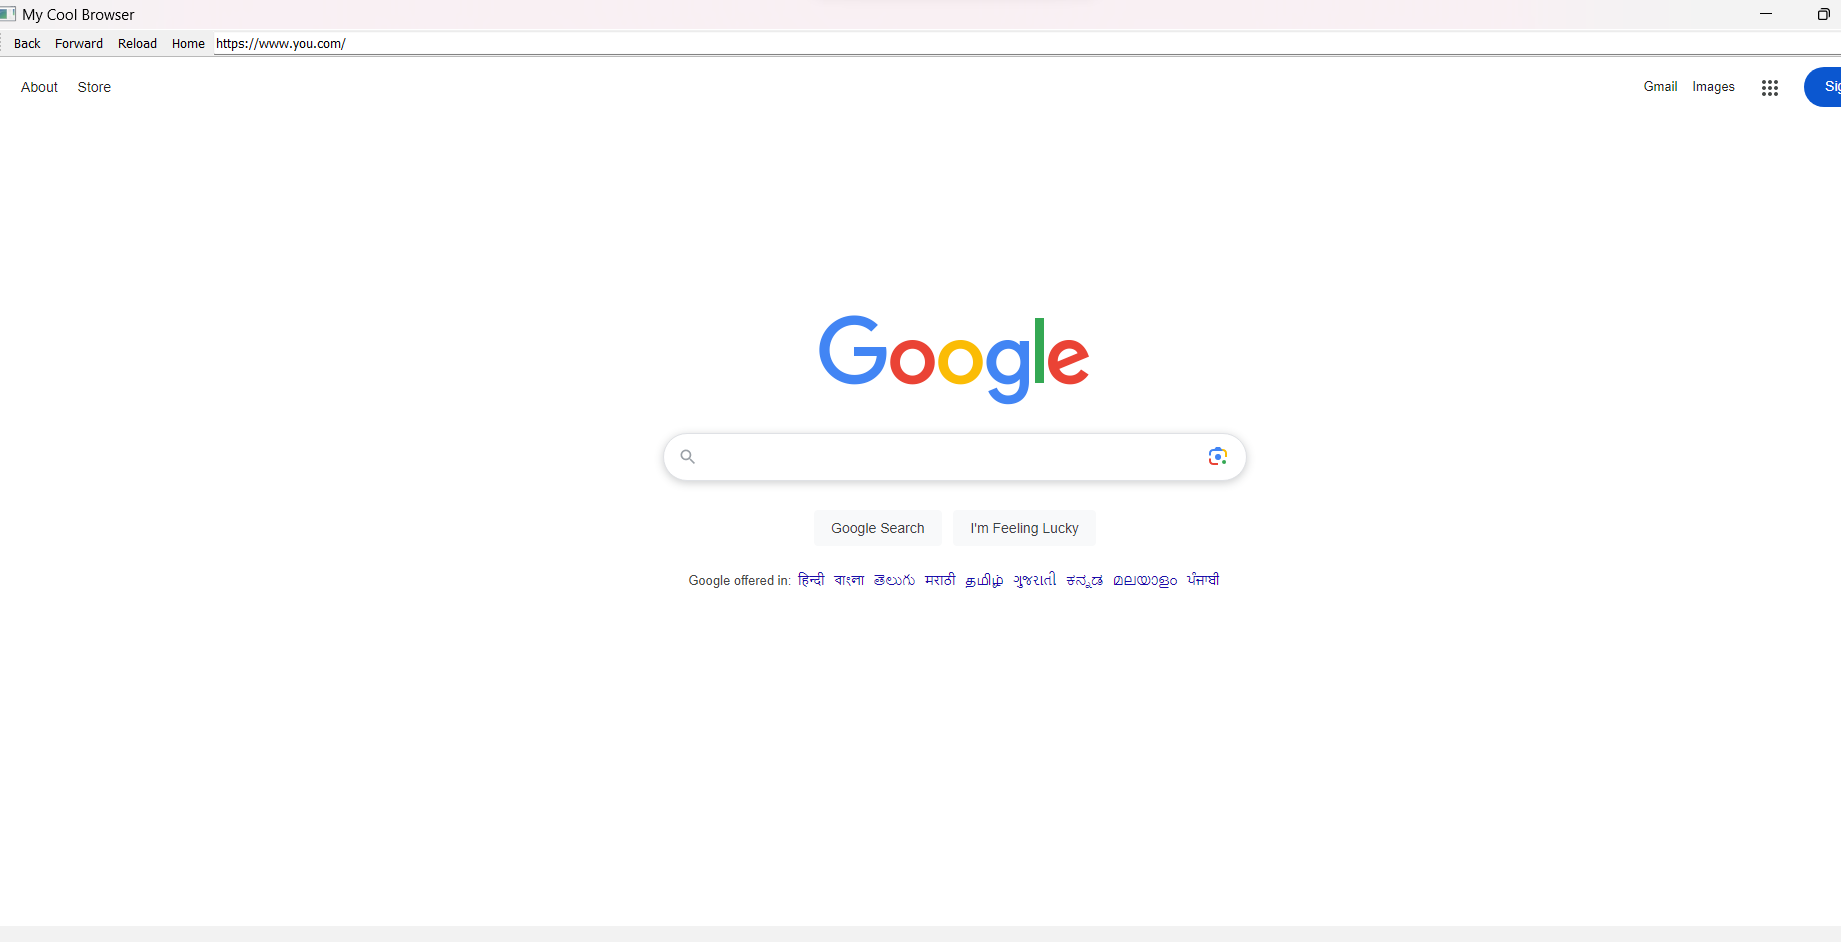 My Cool Browser
Back Forward Reload Home https://www.you.com/
About Store Gmail Images Sig
Google
Google Search I'm Feeling Lucky
Google offered in: हिन्दी বাংলা తెలుగు मराठी தமிழ் ગુજરાતી ಕನ್ನಡ മലയാളം ਪੰਜਾਬੀ